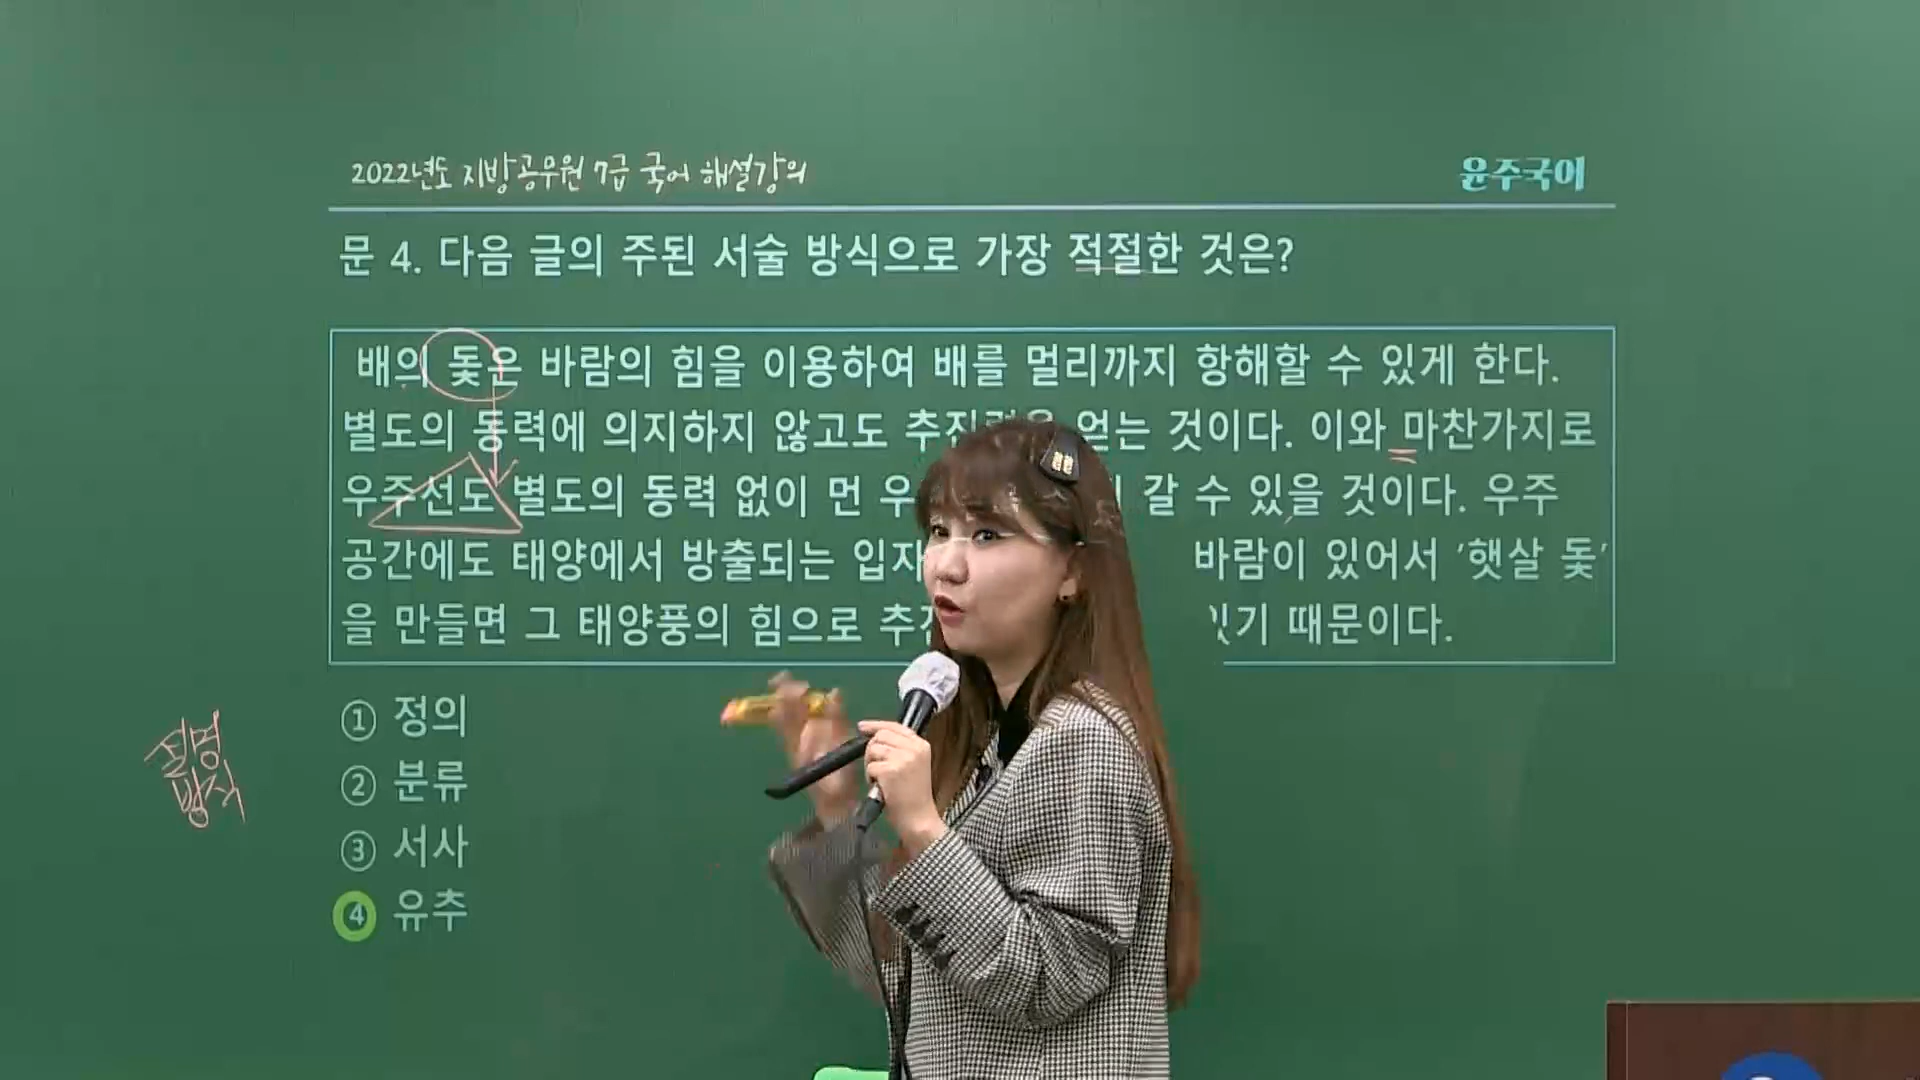 2022년도 지방공무원 7급 국어 해설강의
윤주국어
문 4. 다음 글의 주된 서술 방식으로 가장 적절한 것은?
배의 돛은 바람의 힘을 이용하여 배를 멀리까지 항해할 수 있게 한다.
별도의 동력에 의지하지 않고도 추진력을 얻는 것이다. 이와 마찬가지로
우주선도 별도의 동력 없이 먼 우 갈 수 있을 것이다. 우주
공간에도 태양에서 방출되는 입자 바람이 있어서 '햇살 돛'
을 만들면 그 태양풍의 힘으로 추 있기 때문이다.
① 정의
② 분류
③ 서사
④ 유추
설명
방식